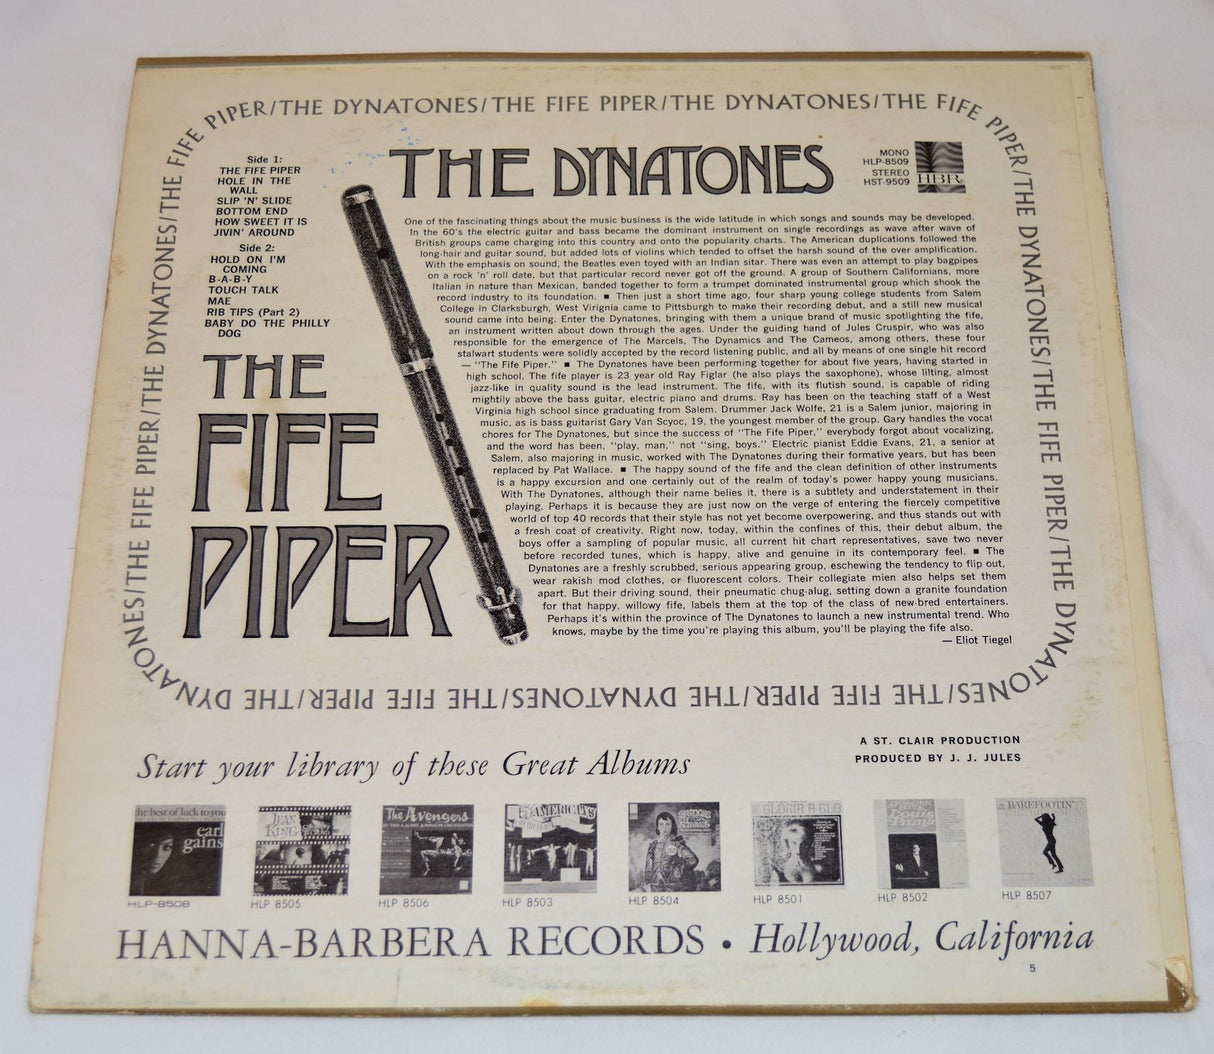 THE FIFE PIPER/THE DYNATONES/THE FIFE PIPER/THE DYNATONES/THE FIFE PIPER/THE DYNATONES/THE FIFE PIPER/THE DYNATONES/THE FIFE PIPER/THE DYNATONES/THE FIFE PIPER/THE DYNATONES/THE FIFE PIPER/THE DYNATONES/
Side 1:
THE FIFE PIPER
HOLE IN THE
WALL
SLIP 'N' SLIDE
BOTTOM END
HOW SWEET IT IS
JIVIN' AROUND
Side 2:
HOLD ON I'M
COMING
B-A-B-Y
TOUCH TALK
MAE
RIB TIPS (Part 2)
BABY DO THE PHILLY
DOG
THE
FIFE
PIPER
THE DYNATONES
MONO
HLP-8509
STEREO
HST-9509
HBR
One of the fascinating things about the music business is the wide latitude in which songs and sounds may be developed.
In the 60's the electric guitar and bass became the dominant instrument on single recordings as wave after wave of
British groups came charging into this country and onto the popularity charts. The American duplications followed the
long-hair and guitar sound, but added lots of violins which tended to offset the harsh sound of the over amplification.
With the emphasis on sound, the Beatles even toyed with an Indian sitar. There was even an attempt to play bagpipes
on a rock 'n' roll date, but that particular record never got off the ground. A group of Southern Californians, more
Italian in nature than Mexican, banded together to form a trumpet dominated instrumental group which shook the
record industry to its foundation. ■ Then just a short time ago, four sharp young college students from Salem
College in Clarksburgh, West Virignia came to Pittsburgh to make their recording debut, and a still new musical
sound came into being. Enter the Dynatones, bringing with them a unique brand of music spotlighting the fife,
an instrument written about down through the ages. Under the guiding hand of Jules Cruspir, who was also
responsible for the emergence of The Marcels, The Dynamics and The Cameos, among others, these four
stalwart students were solidly accepted by the record listening public, and all by means of one single hit record
— "The Fife Piper." ■ The Dynatones have been performing together for about five years, having started in
high school. The fife player is 23 year old Ray Figlar (he also plays the saxophone), whose lilting, almost
jazz-like in quality sound is the lead instrument. The fife, with its flutish sound, is capable of riding
mightily above the bass guitar, electric piano and drums. Ray has been on the teaching staff of a West
Virginia high school since graduating from Salem. Drummer Jack Wolfe, 21 is a Salem junior, majoring in
music, as is bass guitarist Gary Van Scyoc, 19, the youngest member of the group. Gary handles the vocal
chores for The Dynatones, but since the success of "The Fife Piper," everybody forgot about vocalizing,
and the word has been, "play, man," not "sing, boys." Electric pianist Eddie Evans, 21, a senior at
Salem, also majoring in music, worked with The Dynatones during their formative years, but has been
replaced by Pat Wallace. ■ The happy sound of the fife and the clean definition of other instruments
is a happy excursion and one certainly out of the realm of today's power happy young musicians.
With The Dynatones, although their name belies it, there is a subtlety and understatement in their
playing. Perhaps it is because they are just now on the verge of entering the fiercely competitive
world of top 40 records that their style has not yet become overpowering, and thus stands out with
a fresh coat of creativity. Right now, today, within the confines of this, their debut album, the
boys offer a sampling of popular music, all current hit chart representatives, save two never
before recorded tunes, which is happy, alive and genuine in its contemporary feel. ■ The
Dynatones are a freshly scrubbed, serious appearing group, eschewing the tendency to flip out,
wear rakish mod clothes, or fluorescent colors. Their collegiate mien also helps set them
apart. But their driving sound, their pneumatic chug-alug, setting down a granite foundation
for that happy, willowy fife, labels them at the top of the class of new-bred entertainers.
Perhaps it's within the province of The Dynatones to launch a new instrumental trend. Who
knows, maybe by the time you're playing this album, you'll be playing the fife also.
— Eliot Tiegel
A ST. CLAIR PRODUCTION
PRODUCED BY J. J. JULES
Start your library of these Great Albums
the best of luck to you
earl
gains
JEAN
KING
The Avengers
AMERICANS
GLORIA GLO
BAREFOOTIN'
HLP-8508
HLP 8505
HLP 8506
HLP 8503
HLP 8504
HLP 8501
HLP 8502
HLP 8507
HANNA-BARBERA RECORDS • Hollywood, California
5